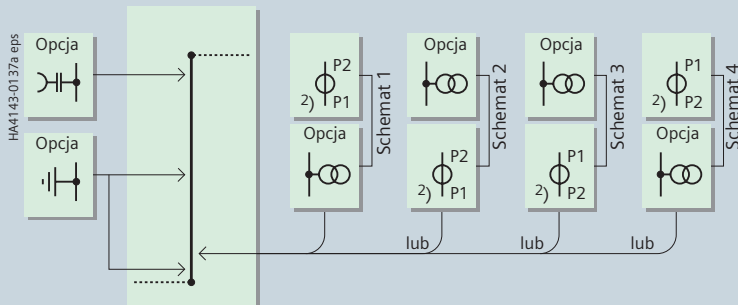 HA4143-0137a eps
Opcja
Opcja
P2
2) P1
Opcja
Schemat 1
Opcja
P2
2) P1
Schemat 2
Opcja
P1
2) P2
Schemat 3
P1
2) P2
Opcja
Schemat 4
lub
lub
lub